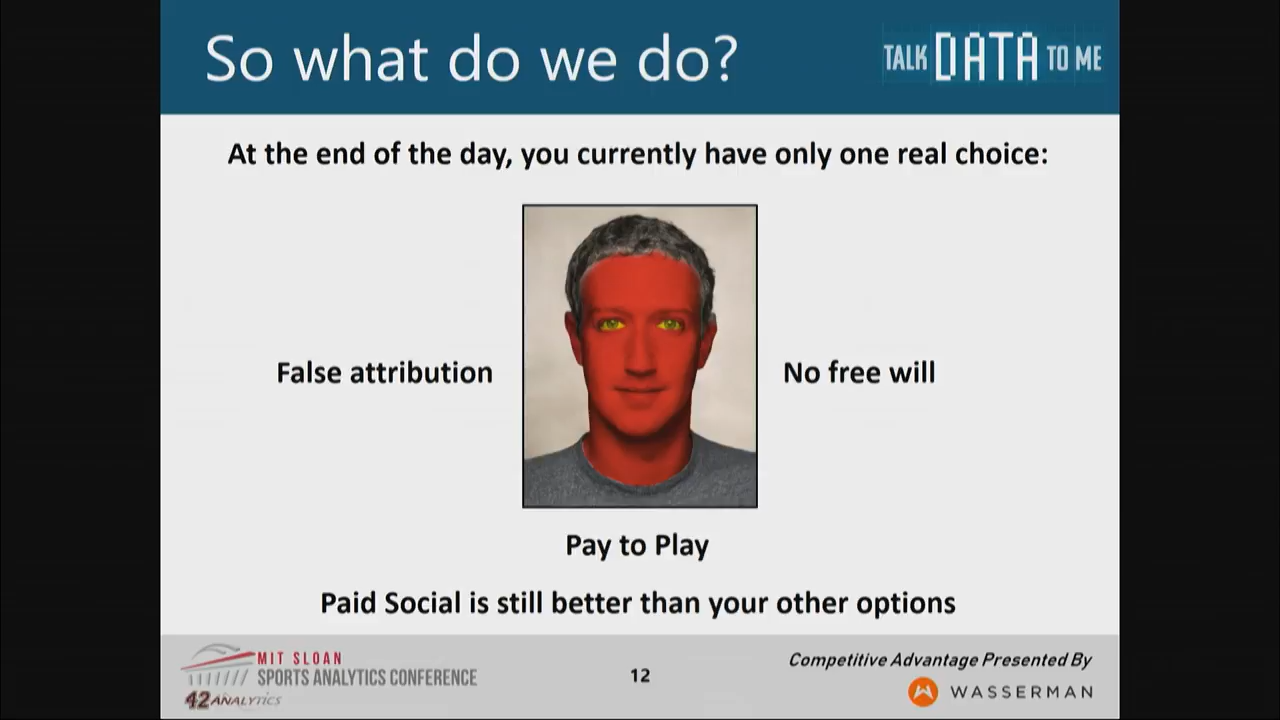 So what do we do?
TALK DATA TO ME
At the end of the day, you currently have only one real choice:
False attribution
No free will
Pay to Play
Paid Social is still better than your other options
MIT SLOAN
SPORTS ANALYTICS CONFERENCE
42 ANALYTICS
12
Competitive Advantage Presented By
WASSERMAN